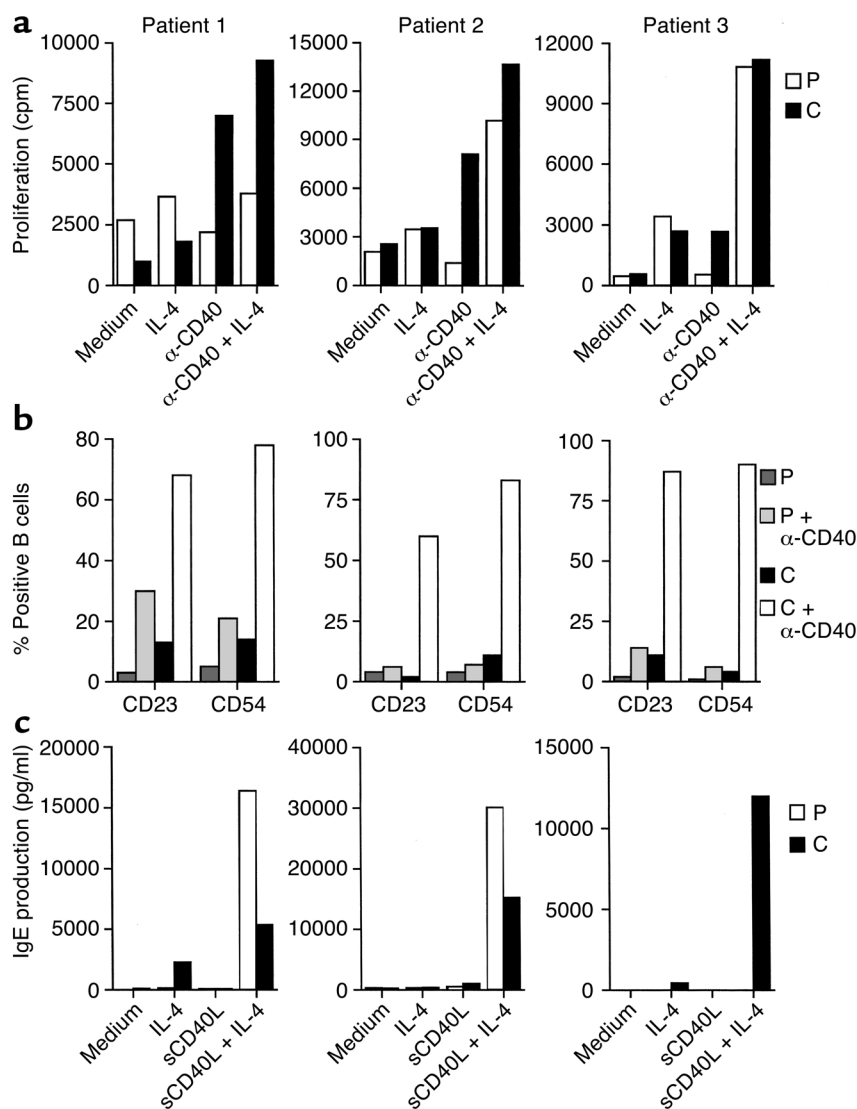 a
Patient 1
Patient 2
Patient 3
Proliferation (cpm)
10000
7500
5000
2500
0
15000
12000
9000
6000
3000
0
12000
9000
6000
3000
0
P
C
Medium
IL-4
α-CD40
α-CD40 + IL-4
Medium
IL-4
α-CD40
α-CD40 + IL-4
Medium
IL-4
α-CD40
α-CD40 + IL-4
b
% Positive B cells
80
60
40
20
0
100
75
50
25
0
100
75
50
25
0
P
P +
α-CD40
C
C +
α-CD40
CD23
CD54
CD23
CD54
CD23
CD54
c
IgE production (pg/ml)
20000
15000
10000
5000
0
40000
30000
20000
10000
0
15000
12000
9000
5000
0
P
C
Medium
IL-4
sCD40L
sCD40L + IL-4
Medium
IL-4
sCD40L
sCD40L + IL-4
Medium
IL-4
sCD40L
sCD40L + IL-4